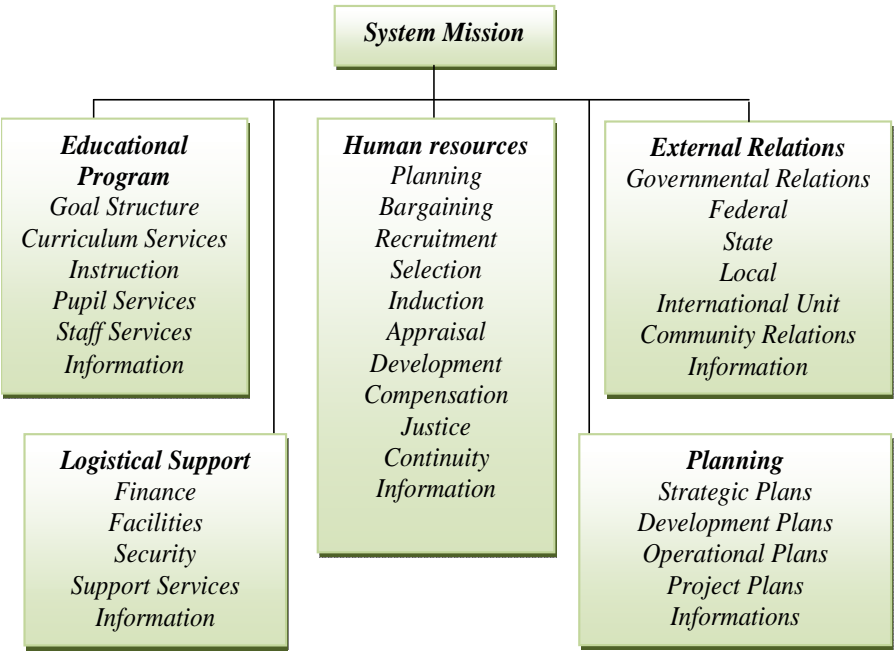 System Mission
Educational
Program
Goal Structure
Curriculum Services
Instruction
Pupil Services
Staff Services
Information
Human resources
Planning
Bargaining
Recruitment
Selection
Induction
Appraisal
Development
Compensation
Justice
Continuity
Information
External Relations
Governmental Relations
Federal
State
Local
International Unit
Community Relations
Information
Logistical Support
Finance
Facilities
Security
Support Services
Information
Planning
Strategic Plans
Development Plans
Operational Plans
Project Plans
Informations